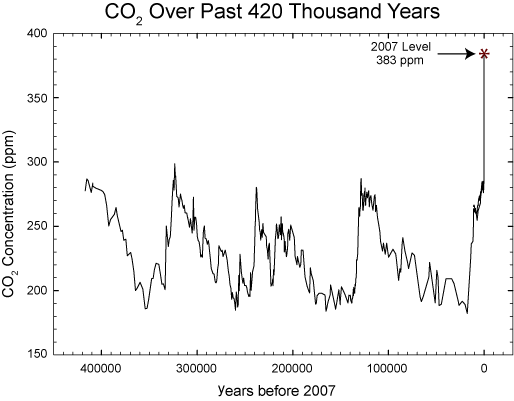 CO2 Over Past 420 Thousand Years
400
2007 Level
383 ppm
350
300
250
200
150
CO2 Concentration (ppm)
400000 300000 200000 100000 0
years before 2007